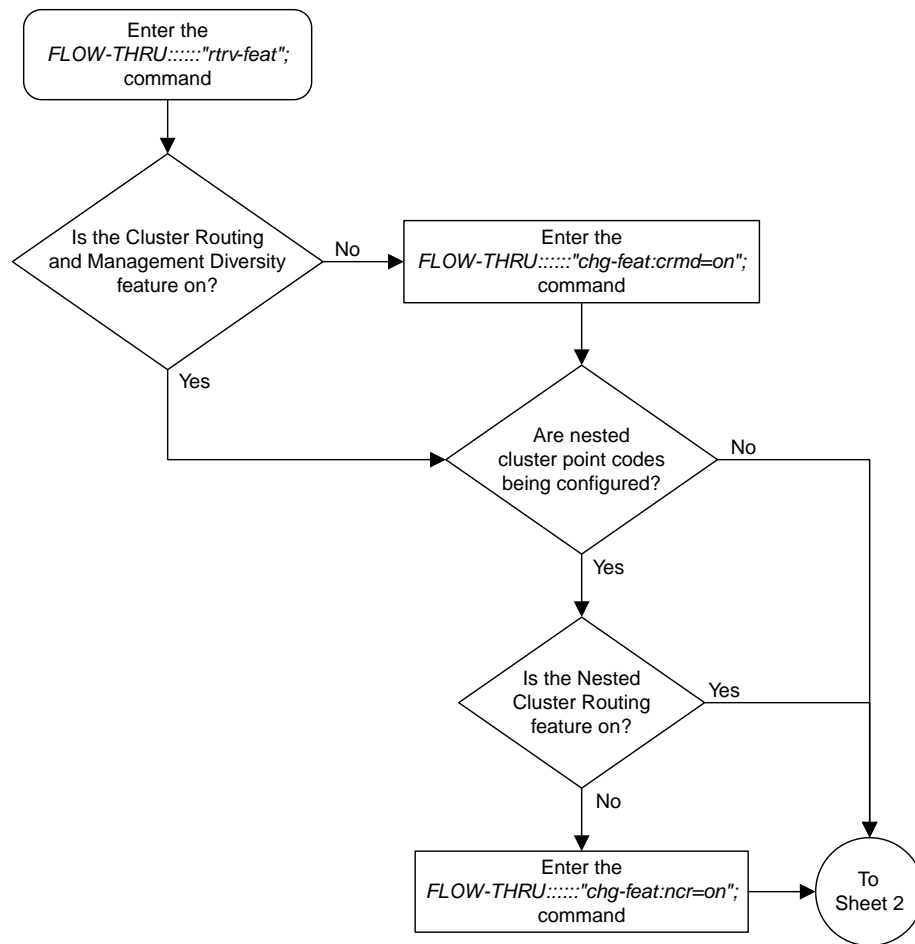 Enter the
FLOW-THRU::::::"rtrv-feat";
command
Is the Cluster Routing
and Management Diversity
feature on?
No
Enter the
FLOW-THRU::::::"chg-feat:crmd=on";
command
Yes
Are nested
cluster point codes
being configured?
No
Yes
Is the Nested
Cluster Routing
feature on?
Yes
No
Enter the
FLOW-THRU::::::"chg-feat:ncr=on";
command
To
Sheet 2